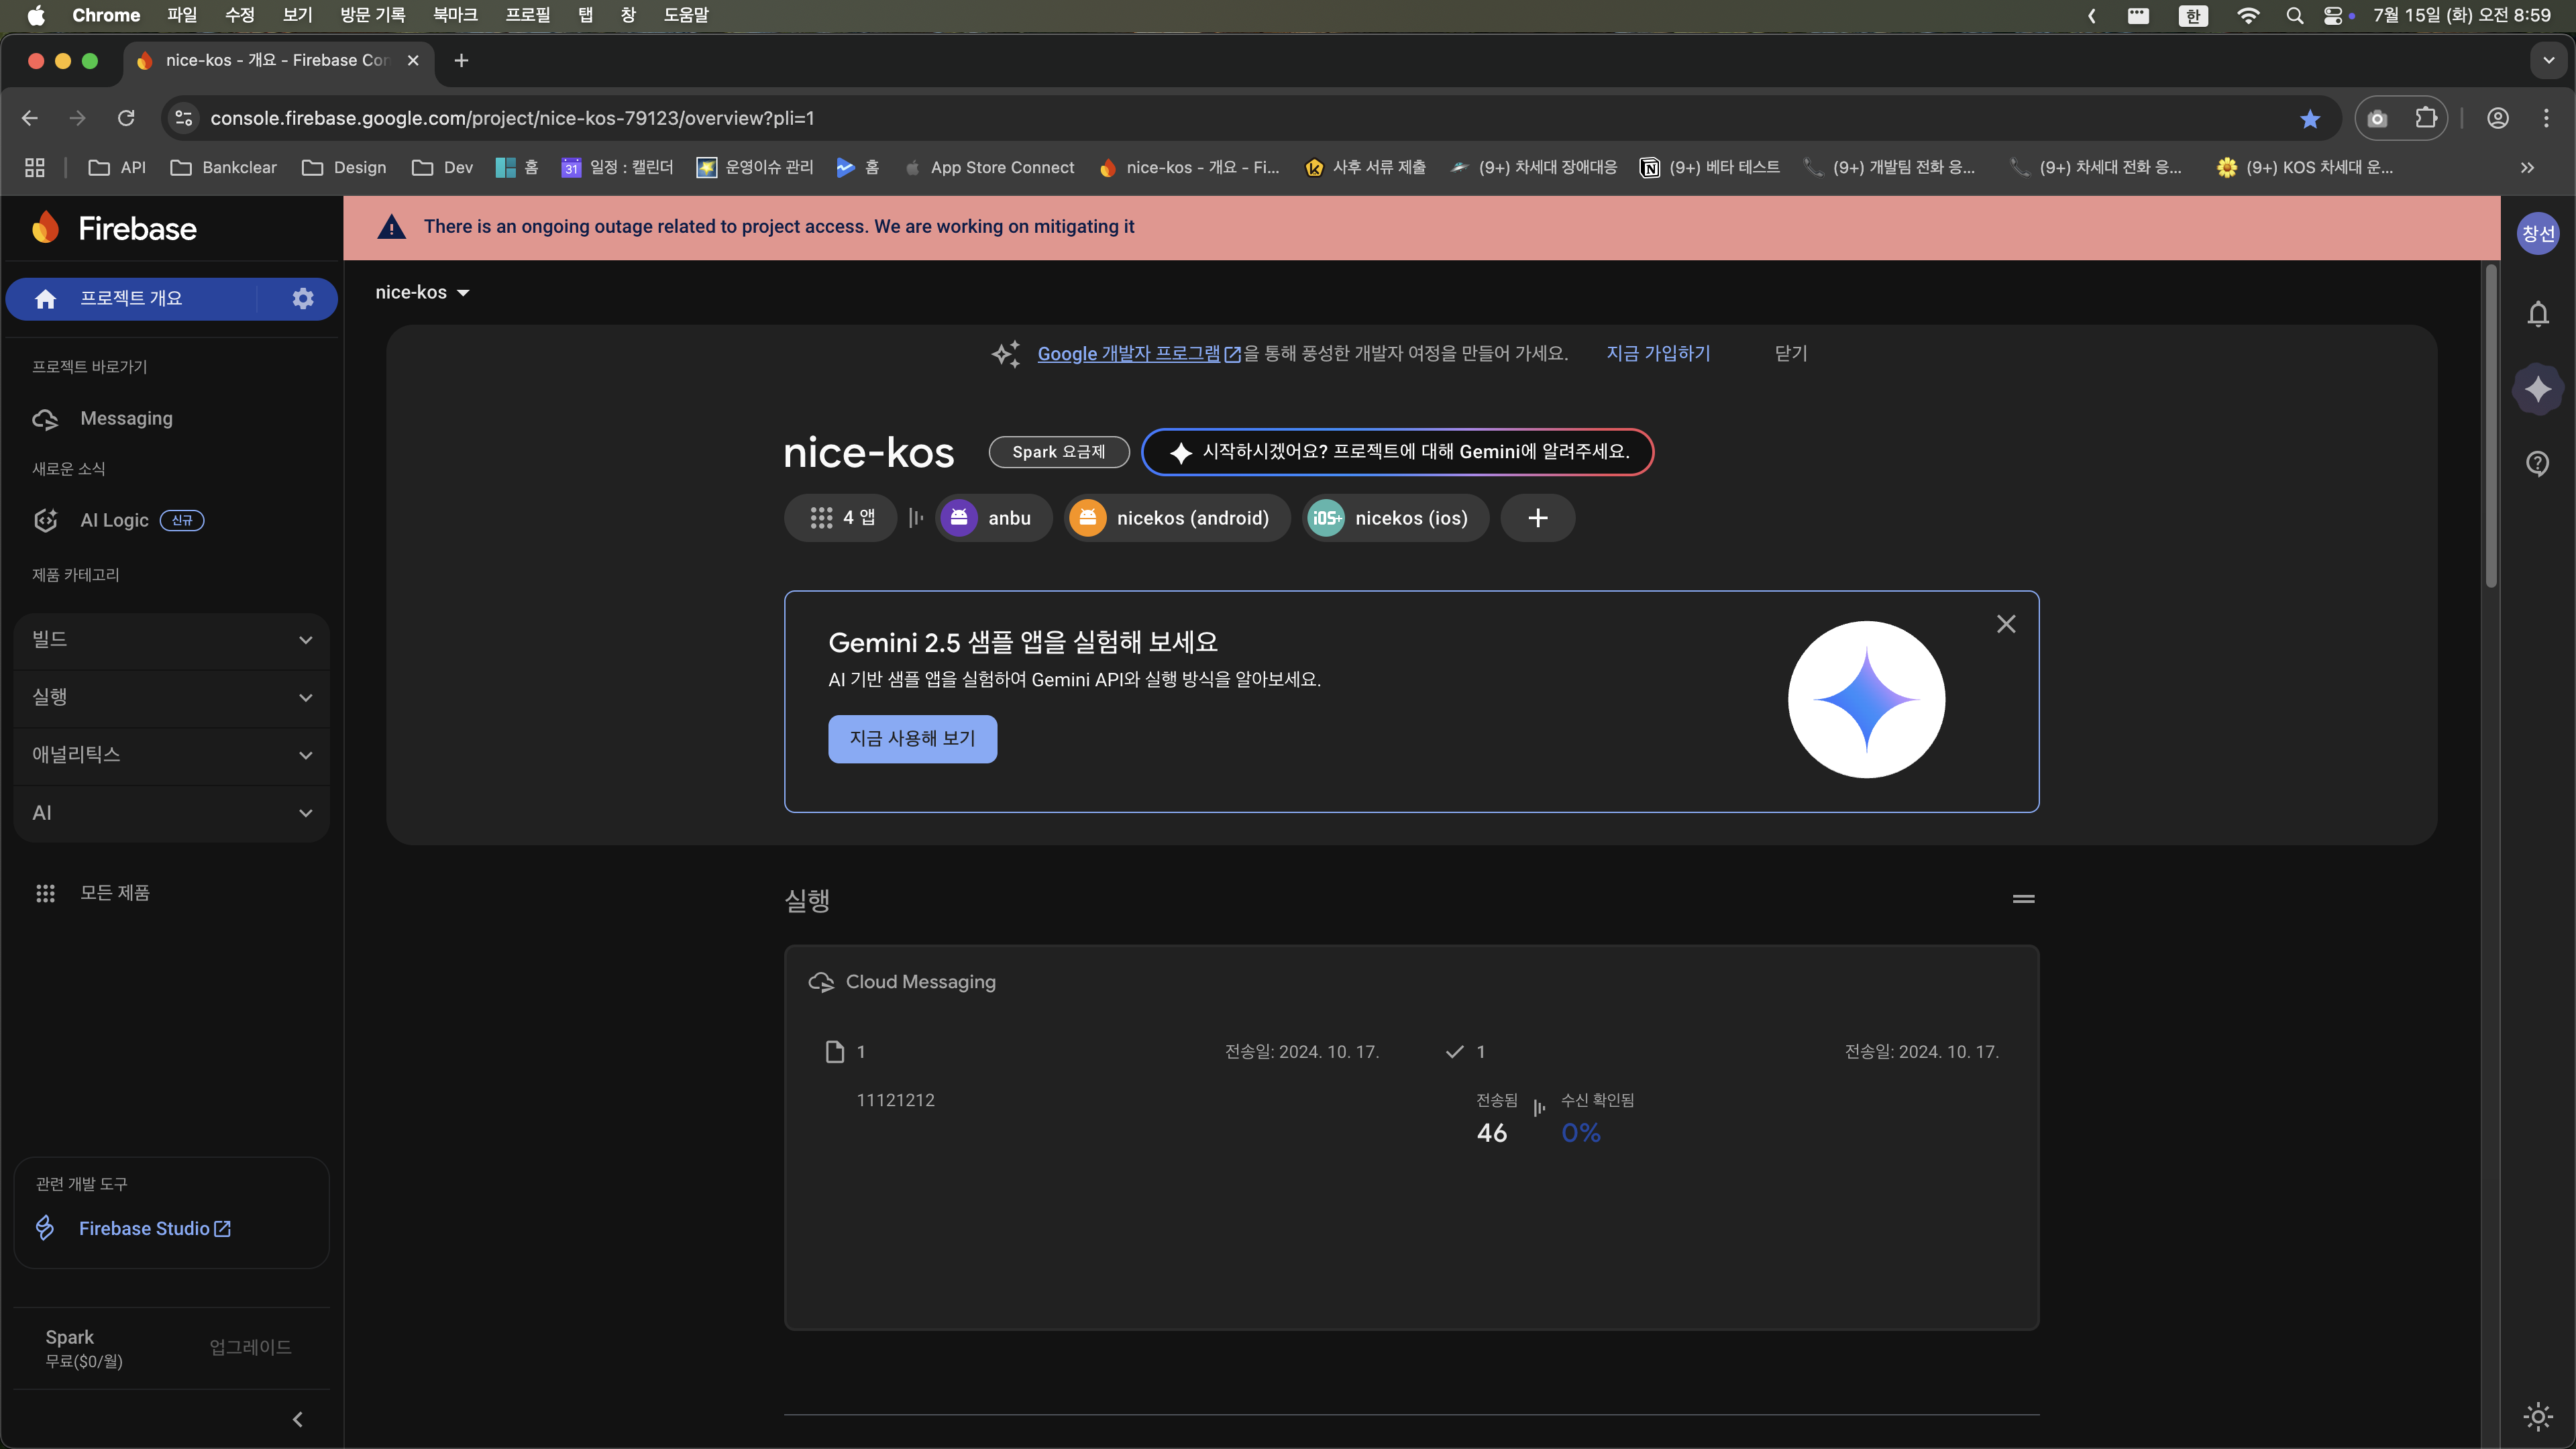 Chrome 파일 수정 보기 방문 기록 북마크 프로필 탭 창 도움말 한 7월 15일 (화) 오전 8:59
nice-kos - 개요 - Firebase Con
console.firebase.google.com/project/nice-kos-79123/overview?pli=1
API Bankclear Design Dev 홈 31 일정 : 캘린더 운영이슈 관리 홈 App Store Connect nice-kos - 개요 - Fi... 사후 서류 제출 (9+) 차세대 장애대응 (9+) 베타 테스트 (9+) 개발팀 전화 응... (9+) 차세대 전화 응... (9+) KOS 차세대 운...
Firebase
There is an ongoing outage related to project access. We are working on mitigating it
창선
프로젝트 개요
nice-kos
프로젝트 바로가기
Messaging
새로운 소식
AI Logic 신규
제품 카테고리
빌드
실행
애널리틱스
AI
모든 제품
관련 개발 도구
Firebase Studio
Spark
무료($0/월)
업그레이드
Google 개발자 프로그램을 통해 풍성한 개발자 여정을 만들어 가세요. 지금 가입하기 닫기
nice-kos Spark 요금제 시작하시겠어요? 프로젝트에 대해 Gemini에 알려주세요.
4 앱 anbu nicekos (android) iOS+ nicekos (ios)
Gemini 2.5 샘플 앱을 실험해 보세요
AI 기반 샘플 앱을 실험하여 Gemini API와 실행 방식을 알아보세요.
지금 사용해 보기
실행
Cloud Messaging
1 전송일: 2024. 10. 17. 1 전송일: 2024. 10. 17.
11121212 전송됨 수신 확인됨
46 0%